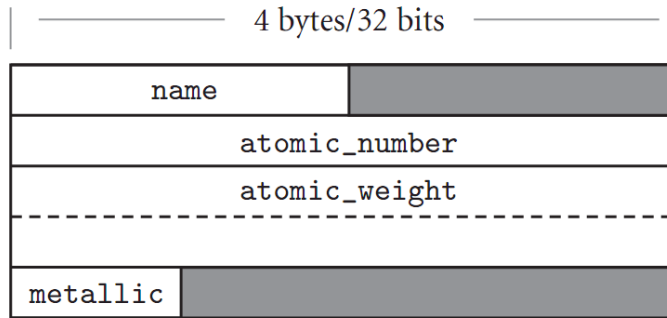 4 bytes/32 bits
name
atomic_number
atomic_weight
metallic